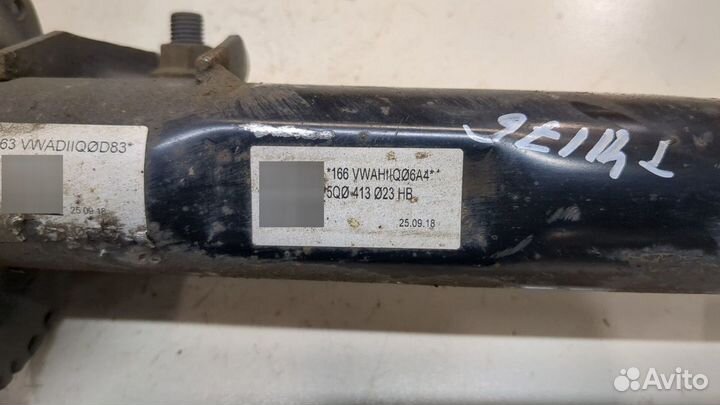 63 VWADIIQØD83*
25.09.18
*166 VWAHIIQØ6A4**
5QØ 413 Ø23 HB
25.09.18
Avito